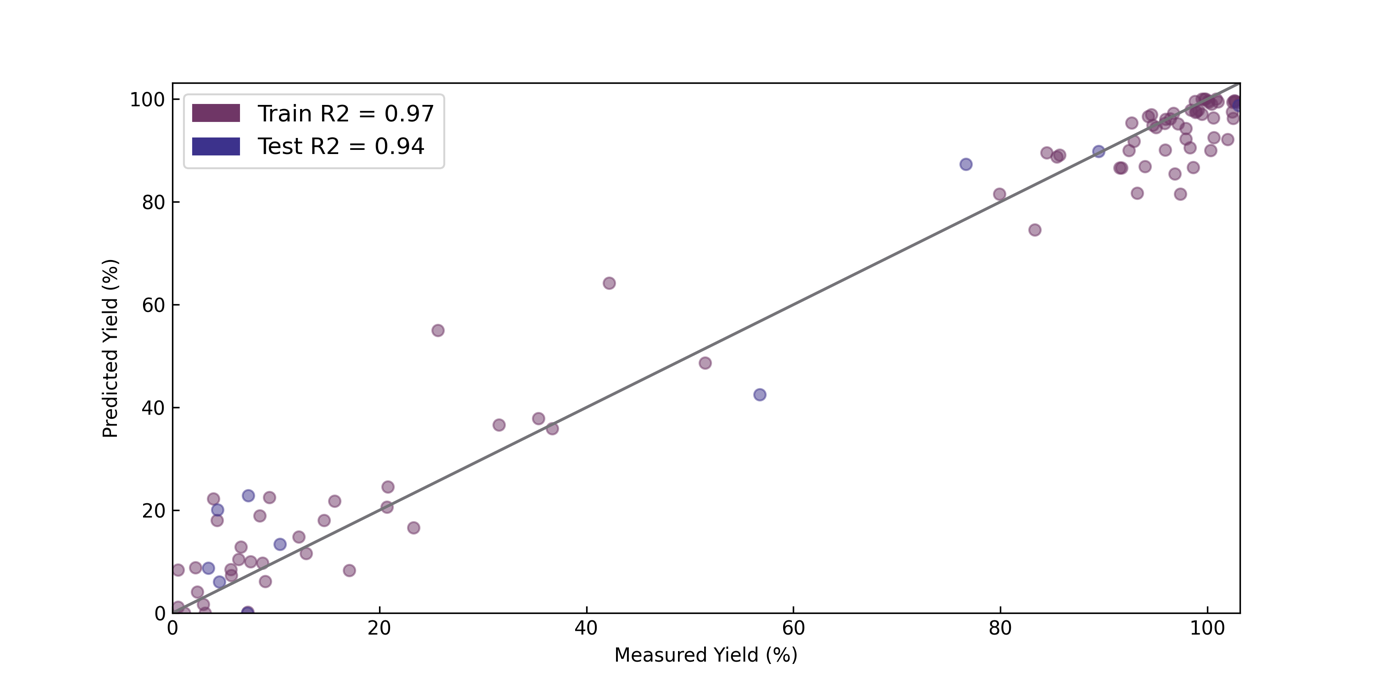 Train R2 = 0.97
Test R2 = 0.94
Predicted Yield (%)
100
80
60
40
20
0
0 20 40 60 80 100
Measured Yield (%)